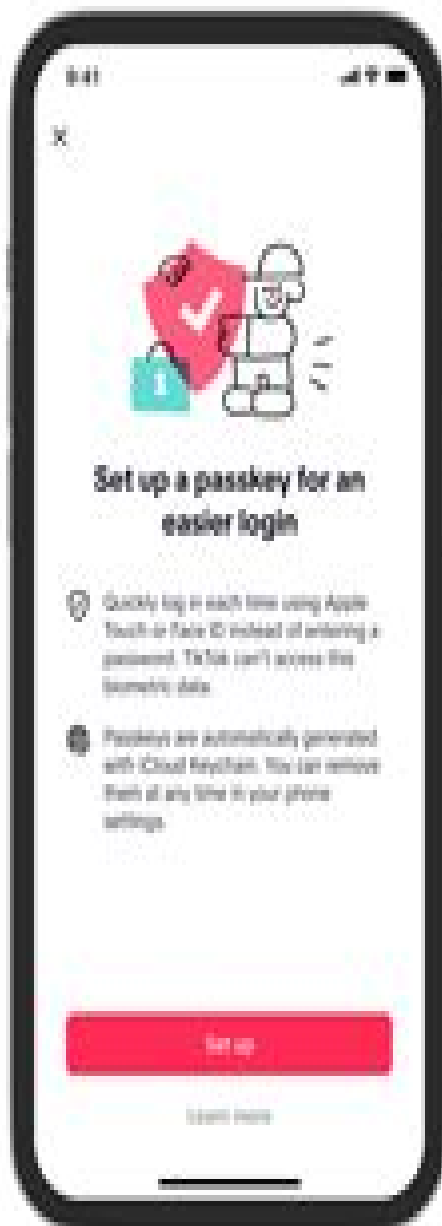 9:41
Set up a passkey for an
easier login
Quickly log in each time using Apple
Touch or Face ID instead of entering a
password. TikTok can't access this
biometric data.
Passkeys are automatically generated
with iCloud Keychain. You can remove
them at any time in your phone
settings.
Set up
Learn more